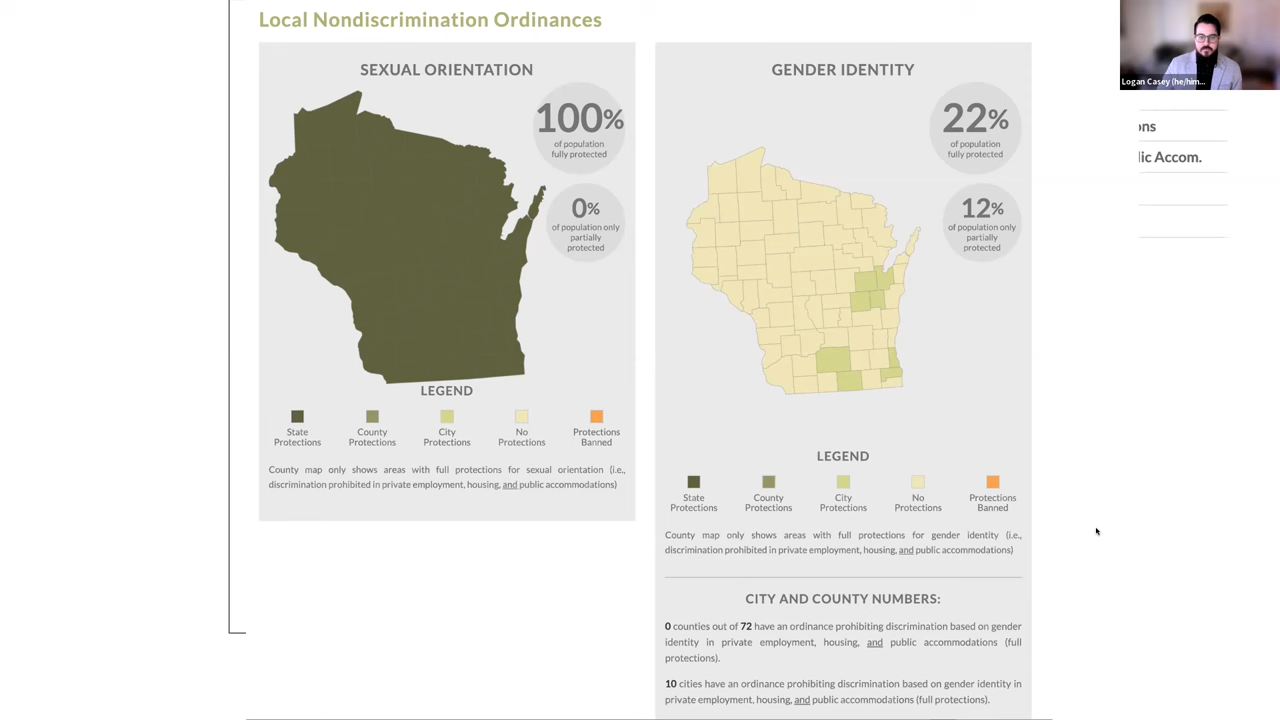 Local Nondiscrimination Ordinances
SEXUAL ORIENTATION
100%
of population
fully protected
0%
of population only
partially
protected
LEGEND
State
Protections
County
Protections
City
Protections
No
Protections
Protections
Banned
County map only shows areas with full protections for sexual orientation (i.e.,
discrimination prohibited in private employment, housing, and public accommodations)
GENDER IDENTITY
22%
of population
fully protected
12%
of population only
partially
protected
LEGEND
State
Protections
County
Protections
City
Protections
No
Protections
Protections
Banned
County map only shows areas with full protections for gender identity (i.e.,
discrimination prohibited in private employment, housing, and public accommodations)
CITY AND COUNTY NUMBERS:
0 counties out of 72 have an ordinance prohibiting discrimination based on gender
identity in private employment, housing, and public accommodations (full
protections).
10 cities have an ordinance prohibiting discrimination based on gender identity in
private employment, housing, and public accommodations (full protections).
Logan Casey (he/him...
ons
lic Accom.